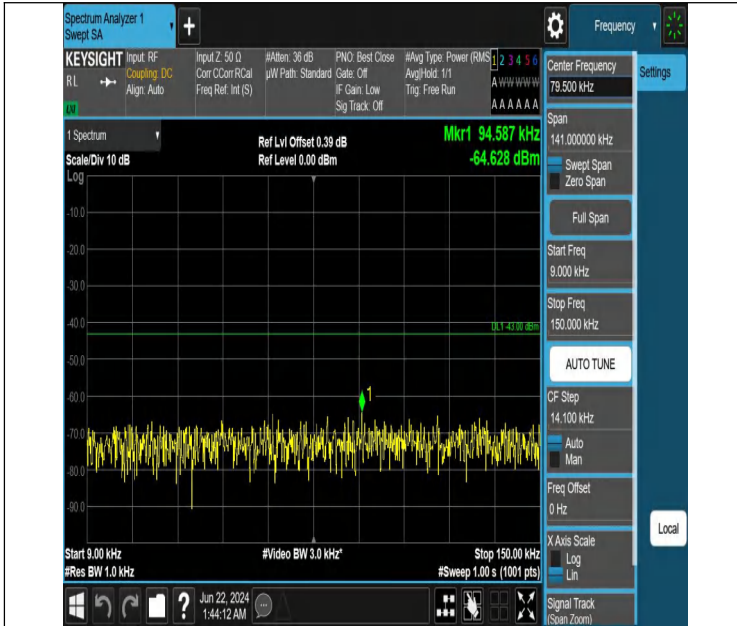 Spectrum Analyzer 1
Swept SA
+
Frequency
KEYSIGHT
RL
Input: RF
Coupling: DC
Align: Auto
Input Z: 50 Ω
Corr CCorr RCal
Freq Ref: Int (S)
#Atten: 36 dB
µW Path: Standard
PNO: Best Close
Gate: Off
IF Gain: Low
Sig Track: Off
#Avg Type: Power (RMS
Avg|Hold: 1/1
Trig: Free Run
1 2 3 4 5 6
A W W W W W
A A A A A A
1 Spectrum
Scale/Div 10 dB
Log
Ref Lvl Offset 0.39 dB
Ref Level 0.00 dBm
Mkr1 94.587 kHz
-64.628 dBm
-10.0
-20.0
-30.0
-40.0
DL1 -43.00 dBm
-50.0
-60.0
1
-70.0
-80.0
-90.0
Start 9.00 kHz
#Res BW 1.0 kHz
#Video BW 3.0 kHz*
Stop 150.00 kHz
#Sweep 1.00 s (1001 pts)
?
Jun 22, 2024
1:44:12 AM
Center Frequency
79.500 kHz
Settings
Span
141.000000 kHz
Swept Span
Zero Span
Full Span
Start Freq
9.000 kHz
Stop Freq
150.000 kHz
AUTO TUNE
CF Step
14.100 kHz
Auto
Man
Freq Offset
0 Hz
X Axis Scale
Log
Lin
Local
Signal Track
(Span Zoom)